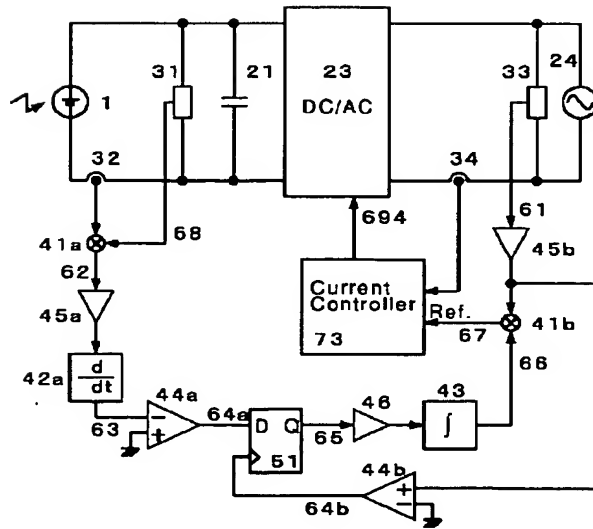 31
21
23
DC/AC
33
24
1
32
34
68
694
61
41a
45b
62
Current
Controller
73
Ref.
67
41b
66
45a
42a
d
dt
44a
64a
46
43
63
−
+
D Q
65
∫
51
44b
64b
+
−